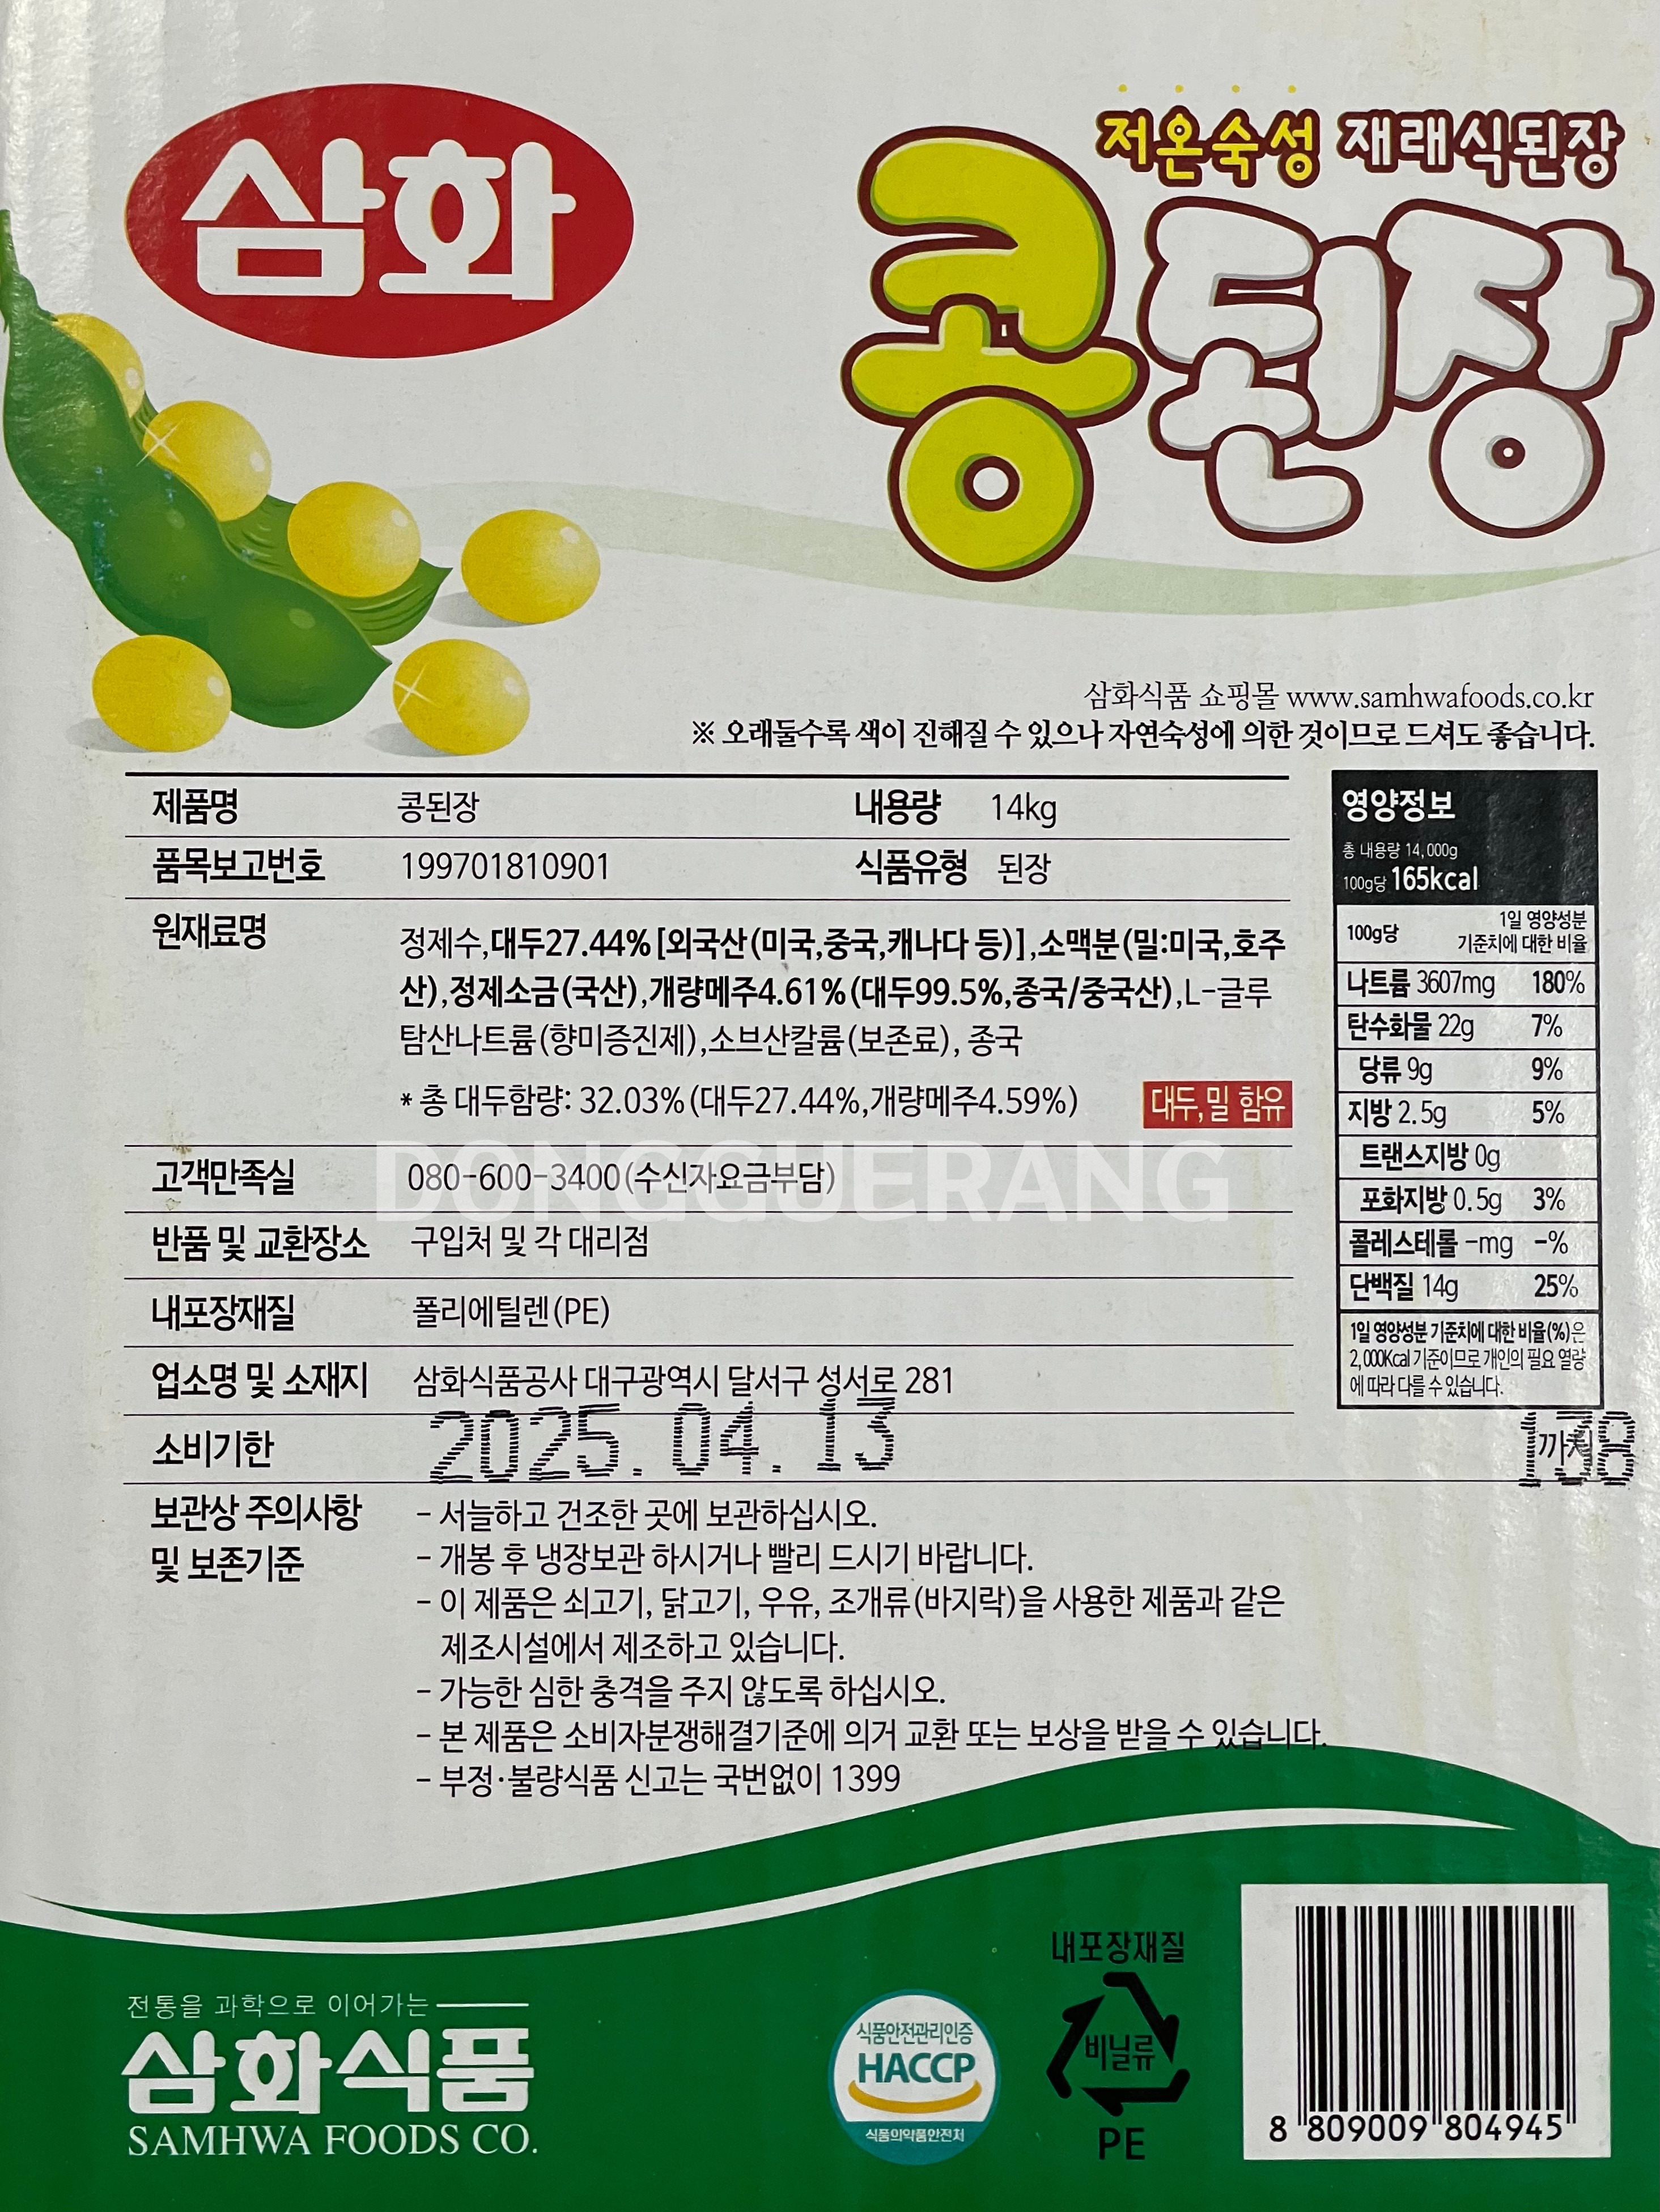 삼화
저온숙성 재래식된장
콩된장
삼화식품 쇼핑몰 www.samhwafoods.co.kr
※ 오래둘수록 색이 진해질 수 있으나 자연숙성에 의한 것이므로 드셔도 좋습니다.
제품명 콩된장 내용량 14kg
품목보고번호 199701810901 식품유형 된장
원재료명 정제수,대두27.44%[외국산(미국,중국,캐나다 등)],소맥분(밀:미국,호주
산),정제소금(국산),개량메주4.61%(대두99.5%,종국/중국산),L-글루
탐산나트륨(향미증진제),소브산칼륨(보존료), 종국
* 총 대두함량: 32.03%(대두27.44%,개량메주4.59%) 대두,밀 함유
DONGGUERANG
고객만족실 080-600-3400(수신자요금부담)
반품 및 교환장소 구입처 및 각 대리점
내포장재질 폴리에틸렌(PE)
업소명 및 소재지 삼화식품공사 대구광역시 달서구 성서로 281
소비기한 2025.04.13 까지 138
보관상 주의사항
및 보존기준
- 서늘하고 건조한 곳에 보관하십시오.
- 개봉 후 냉장보관 하시거나 빨리 드시기 바랍니다.
- 이 제품은 쇠고기, 닭고기, 우유, 조개류(바지락)을 사용한 제품과 같은
제조시설에서 제조하고 있습니다.
- 가능한 심한 충격을 주지 않도록 하십시오.
- 본 제품은 소비자분쟁해결기준에 의거 교환 또는 보상을 받을 수 있습니다.
- 부정·불량식품 신고는 국번없이 1399
영양정보
총 내용량 14,000g
100g당 165kcal
100g당 1일 영양성분
기준치에 대한 비율
나트륨 3607mg 180%
탄수화물 22g 7%
당류 9g 9%
지방 2.5g 5%
트랜스지방 0g
포화지방 0.5g 3%
콜레스테롤 -mg -%
단백질 14g 25%
1일 영양성분 기준치에 대한 비율(%)은
2,000Kcal 기준이므로 개인의 필요 열량
에 따라 다를 수 있습니다.
전통을 과학으로 이어가는
삼화식품
SAMHWA FOODS CO.
식품안전관리인증
HACCP
식품의약품안전처
내포장재질
비닐류
PE
8 809009 804945